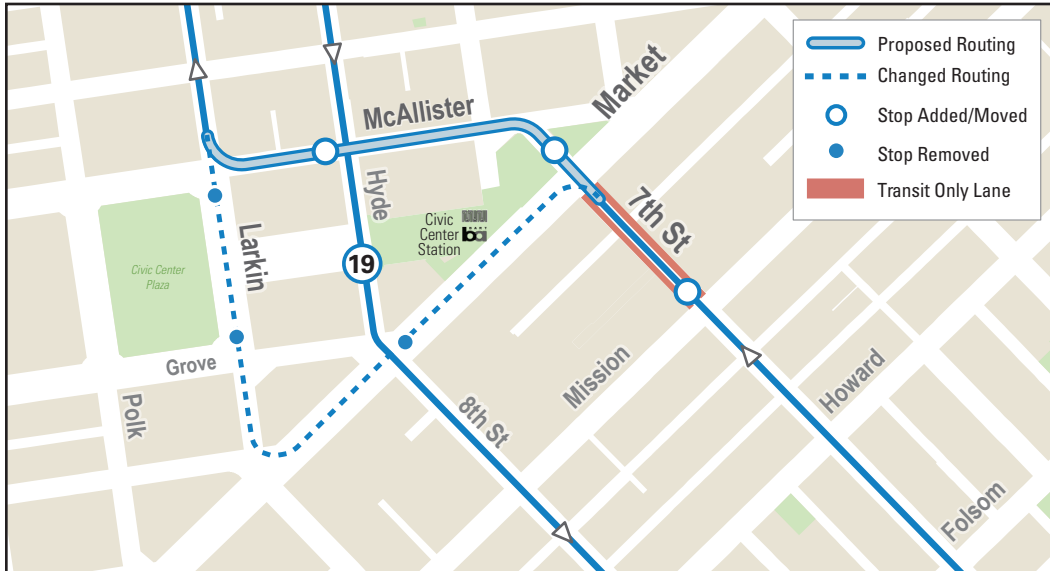 Proposed Routing
Changed Routing
Stop Added/Moved
Stop Removed
Transit Only Lane
Market
McAllister
Hyde
7th St
Civic
Center
Station
ba
Larkin
19
Civic Center
Plaza
Grove
Polk
8th St
Mission
Howard
Folsom